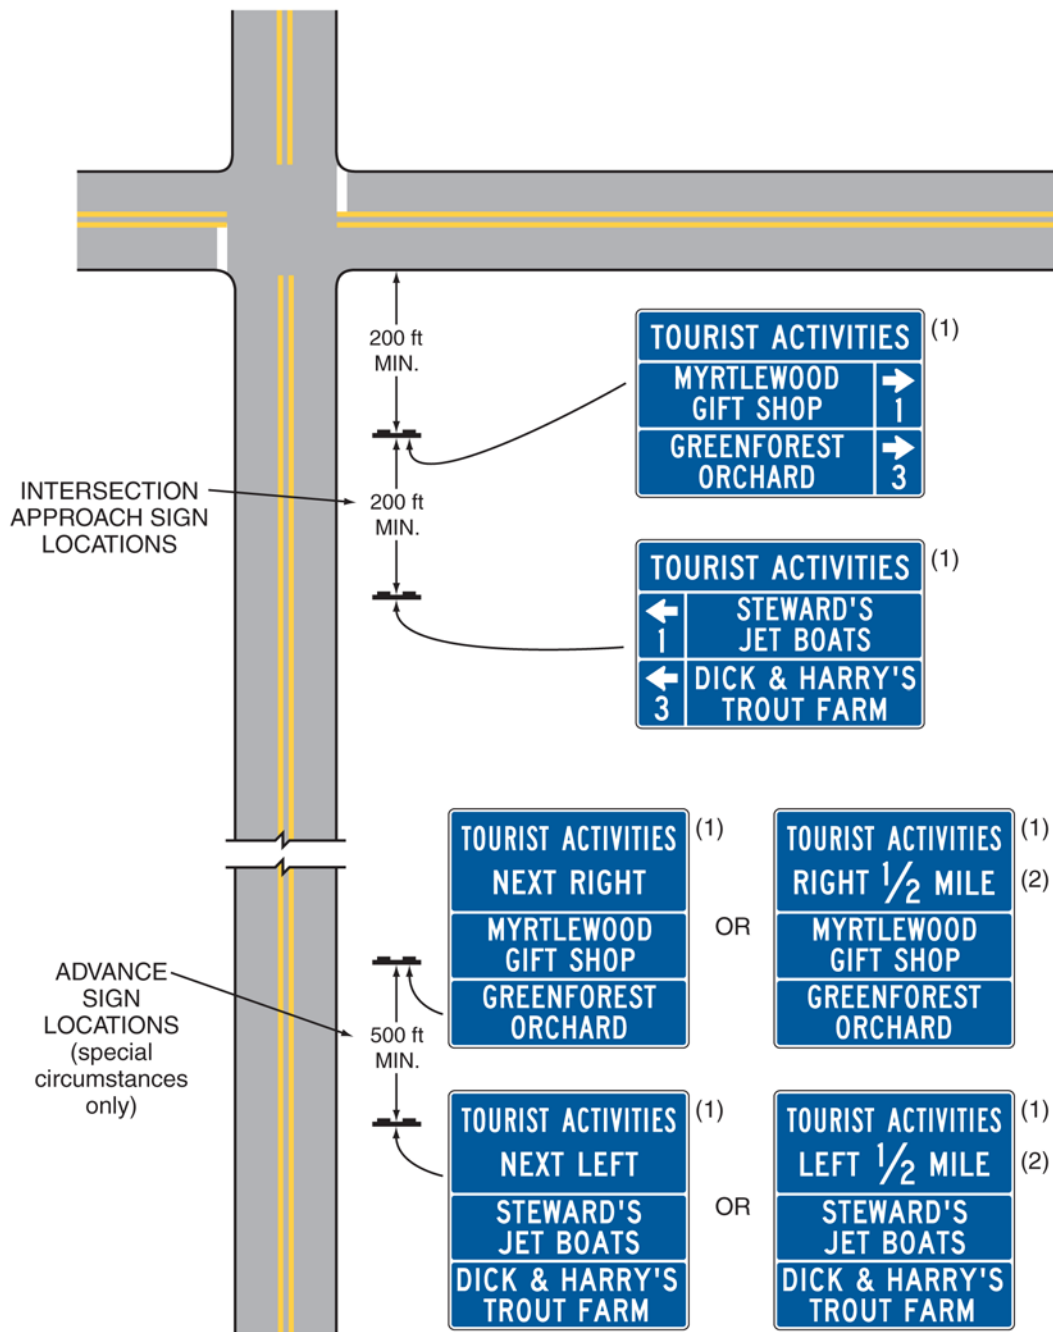 200 ft
MIN.
TOURIST ACTIVITIES
(1)
MYRTLEWOOD
GIFT SHOP
1
GREENFOREST
ORCHARD
3
INTERSECTION
APPROACH SIGN
LOCATIONS
200 ft
MIN.
TOURIST ACTIVITIES
(1)
1
STEWARD'S
JET BOATS
3
DICK & HARRY'S
TROUT FARM
TOURIST ACTIVITIES
(1)
NEXT RIGHT
MYRTLEWOOD
GIFT SHOP
GREENFOREST
ORCHARD
OR
TOURIST ACTIVITIES
(1)
RIGHT 1/2 MILE
(2)
MYRTLEWOOD
GIFT SHOP
GREENFOREST
ORCHARD
ADVANCE
SIGN
LOCATIONS
(special
circumstances
only)
500 ft
MIN.
TOURIST ACTIVITIES
(1)
NEXT LEFT
STEWARD'S
JET BOATS
DICK & HARRY'S
TROUT FARM
OR
TOURIST ACTIVITIES
(1)
LEFT 1/2 MILE
(2)
STEWARD'S
JET BOATS
DICK & HARRY'S
TROUT FARM